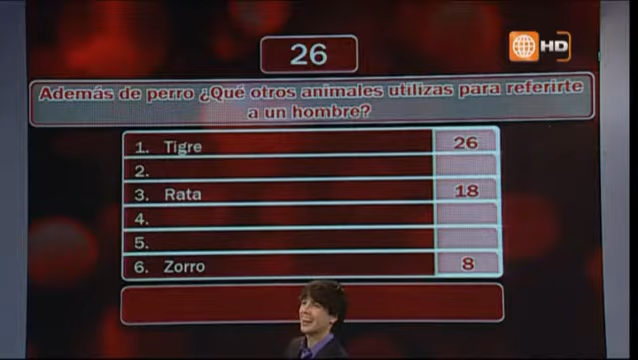 HD
26
Además de perro ¿Qué otros animales utilizas para referirte
a un hombre?
1. Tigre 26
2.
3. Rata 18
4.
5.
6. Zorro 8